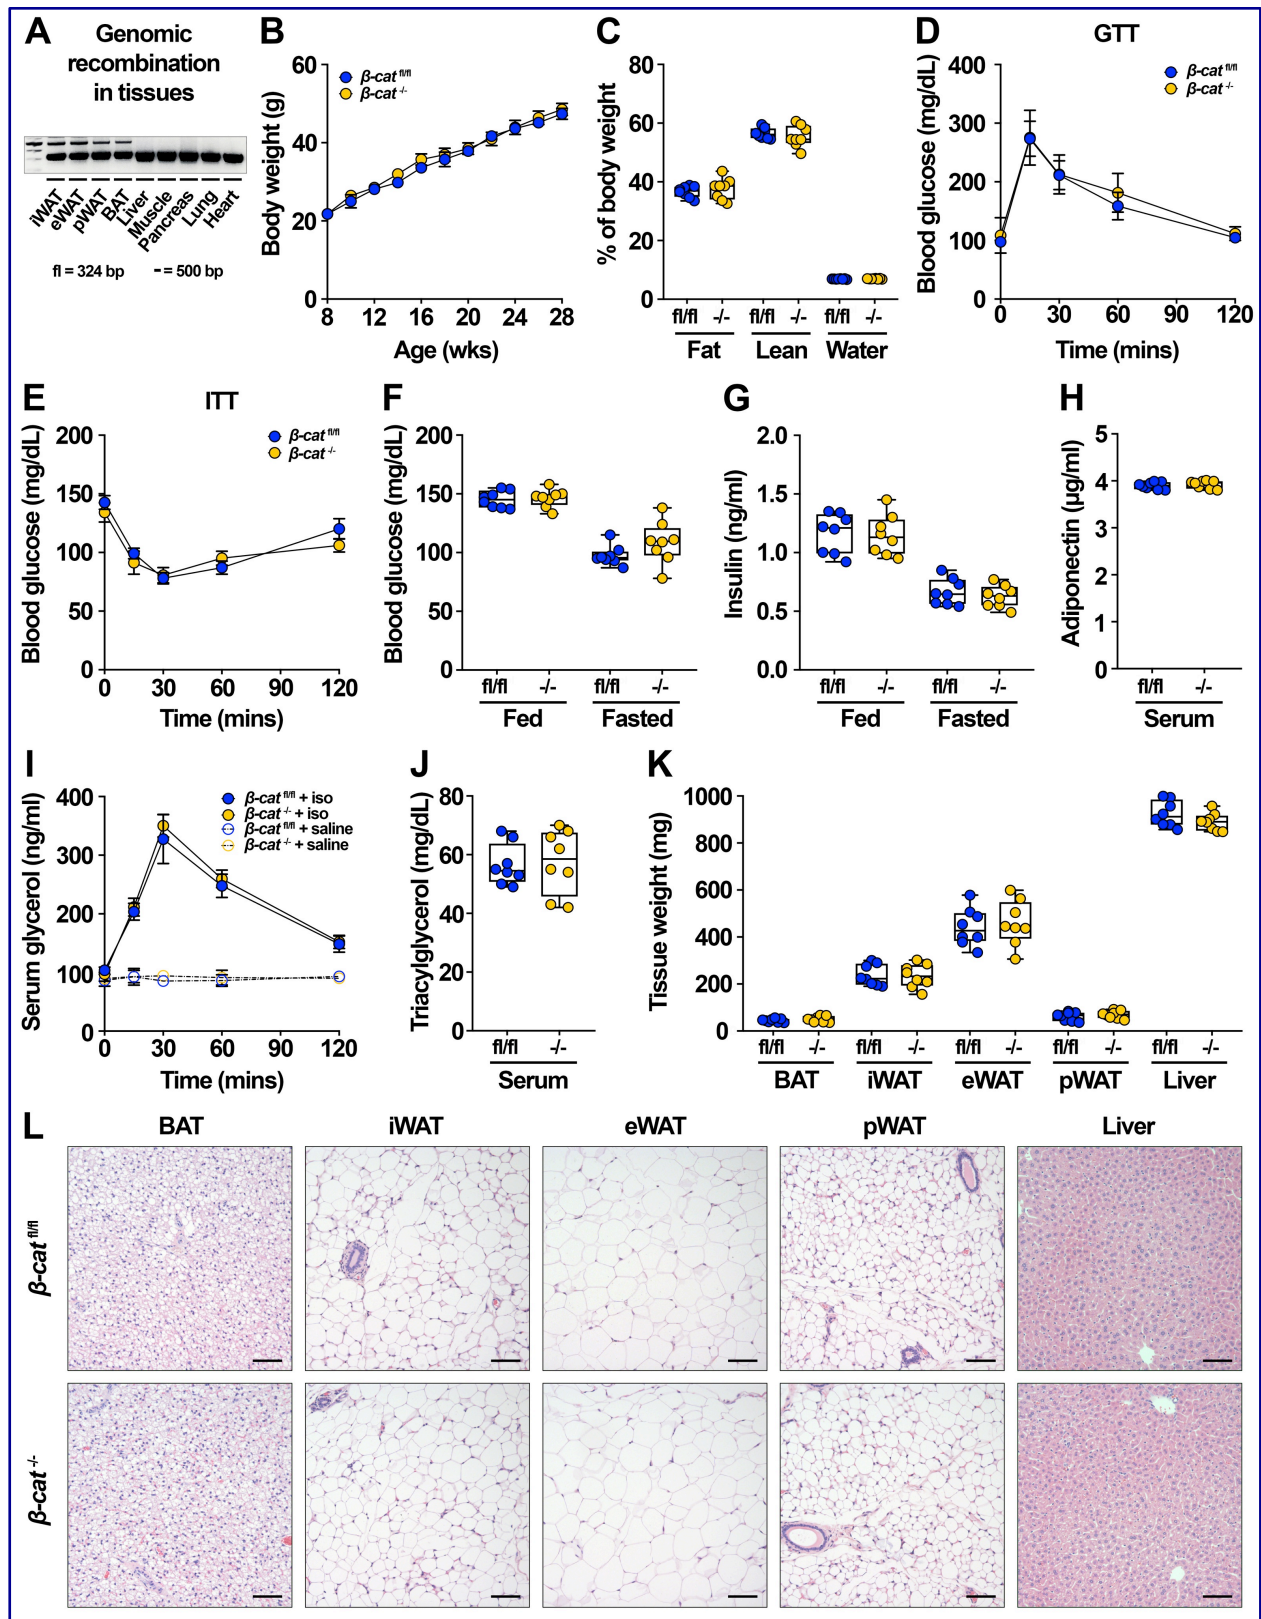 A
Genomic
recombination
in tissues
iWAT
eWAT
pWAT
BAT
Liver
Muscle
Pancreas
Lung
Heart
fl = 324 bp
- = 500 bp
B
Body weight (g)
60
40
20
0
8 12 16 20 24 28
Age (wks)
β-cat fl/fl
β-cat -/-
C
% of body weight
80
60
40
20
0
fl/fl -/- fl/fl -/- fl/fl -/-
Fat Lean Water
D
GTT
Blood glucose (mg/dL)
400
300
200
100
0
0 30 60 90 120
Time (mins)
β-cat fl/fl
β-cat -/-
E
ITT
Blood glucose (mg/dL)
200
150
100
50
0
0 30 60 90 120
Time (mins)
β-cat fl/fl
β-cat -/-
F
Blood glucose (mg/dL)
200
150
100
50
0
fl/fl -/- fl/fl -/-
Fed Fasted
G
Insulin (ng/ml)
2.0
1.5
1.0
0.5
0.0
fl/fl -/- fl/fl -/-
Fed Fasted
H
Adiponectin (µg/ml)
5
4
3
2
1
0
fl/fl -/-
Serum
I
Serum glycerol (ng/ml)
400
300
200
100
0
0 30 60 90 120
Time (mins)
β-cat fl/fl + iso
β-cat -/- + iso
β-cat fl/fl + saline
β-cat -/- + saline
J
Triacylglycerol (mg/dL)
80
60
40
20
0
fl/fl -/-
Serum
K
Tissue weight (mg)
1000
800
600
400
200
0
fl/fl -/- fl/fl -/- fl/fl -/- fl/fl -/- fl/fl -/-
BAT iWAT eWAT pWAT Liver
L
BAT iWAT eWAT pWAT Liver
β-cat fl/fl
β-cat -/-